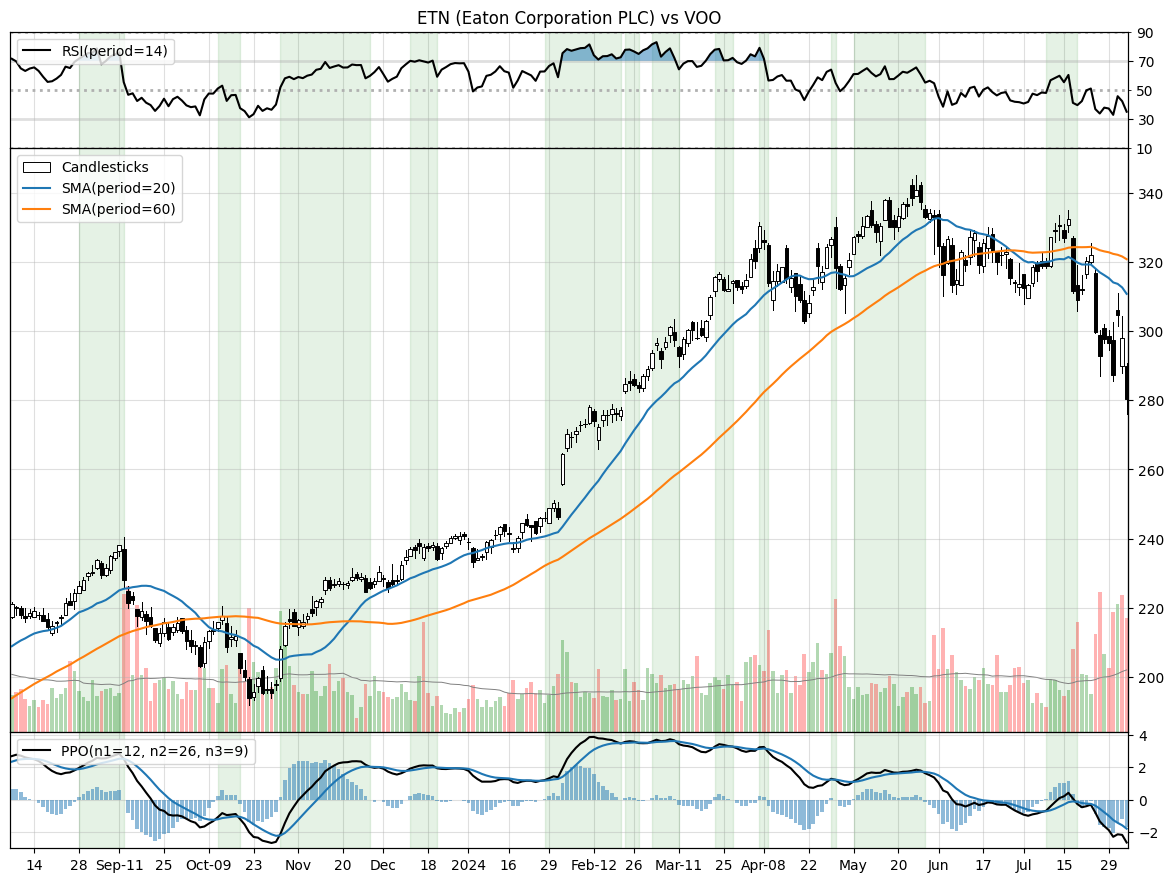 ETN (Eaton Corporation PLC) vs VOO
RSI(period=14)
90
70
50
30
10
Candlesticks
SMA(period=20)
SMA(period=60)
340
320
300
280
260
240
220
200
PPO(n1=12, n2=26, n3=9)
4
2
0
−2
14 28 Sep-11 25 Oct-09 23 Nov 20 Dec 18 2024 16 29 Feb-12 26 Mar-11 25 Apr-08 22 May 20 Jun 17 Jul 15 29